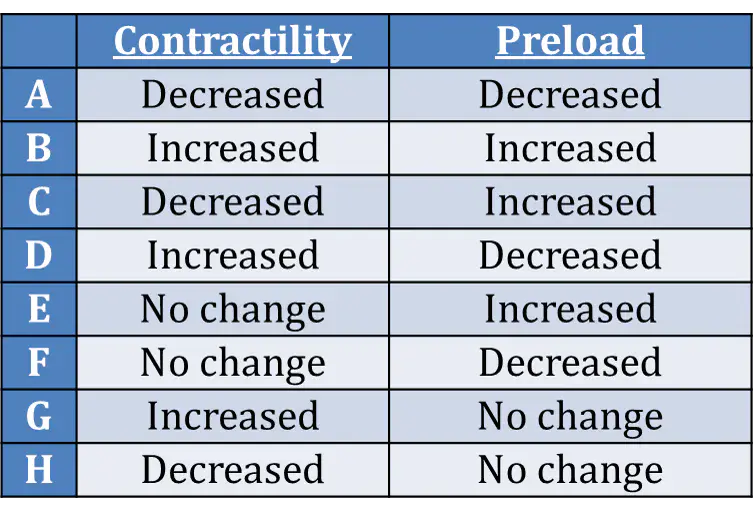 Contractility Preload
A Decreased Decreased
B Increased Increased
C Decreased Increased
D Increased Decreased
E No change Increased
F No change Decreased
G Increased No change
H Decreased No change